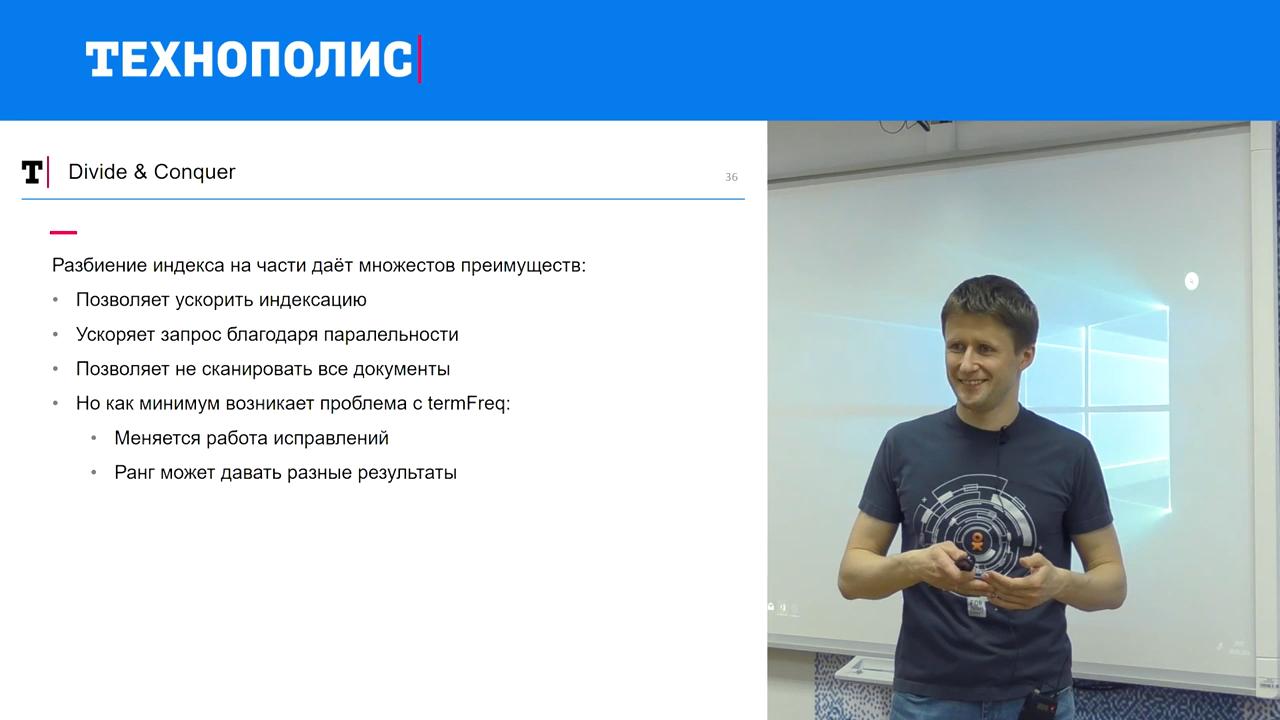 ТЕХНОПОЛИС
T
Divide & Conquer
36
Разбиение индекса на части даёт множестов преимуществ:
• Позволяет ускорить индексацию
• Ускоряет запрос благодаря паралельности
• Позволяет не сканировать все документы
• Но как минимум возникает проблема с termFreq:
• Меняется работа исправлений
• Ранг может давать разные результаты